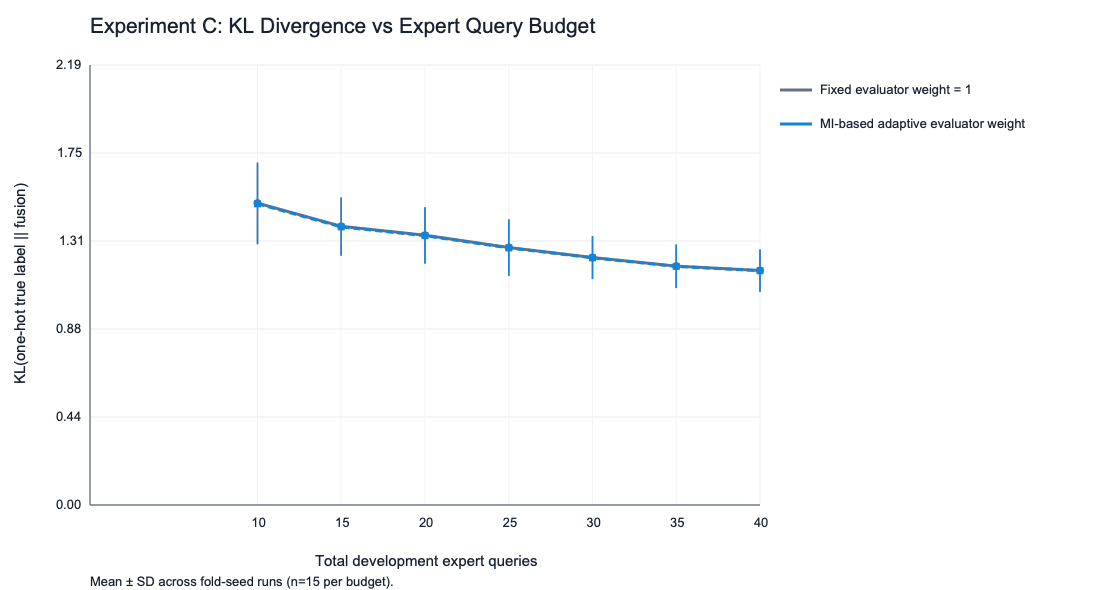 Experiment C: KL Divergence vs Expert Query Budget
2.19
1.75
1.31
0.88
0.44
0.00
KL(one-hot true label || fusion)
10 15 20 25 30 35 40
Total development expert queries
Mean ± SD across fold-seed runs (n=15 per budget).
Fixed evaluator weight = 1
MI-based adaptive evaluator weight